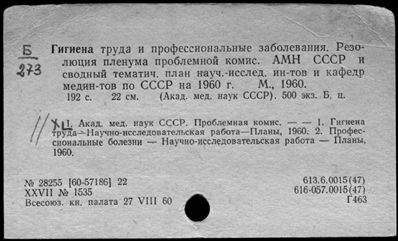 Б
273
Гигиена труда и профессиональные заболевания. Резо-
люция пленума проблемной комис. АМН СССР и
сводный тематич. план науч.-исслед. ин-тов и кафедр
медин-тов по СССР на 1960 г. М., 1960.
192 с. 22 см. (Акад. мед. наук СССР). 500 экз. Б. ц.
1. Акад. мед. наук СССР. Проблемная комис. — — 1. Гигиена
труда—Научно-исследовательская работа—Планы, 1960. 2. Профес-
сиональные болезни — Научно-исследовательская работа — Планы,
1960.
№ 28255 [60-57186] 22
613.6.0015(47)
XXVII № 1535
616-057.0015(47)
Всесоюз. кн. палата 27 VIII 60
Г463